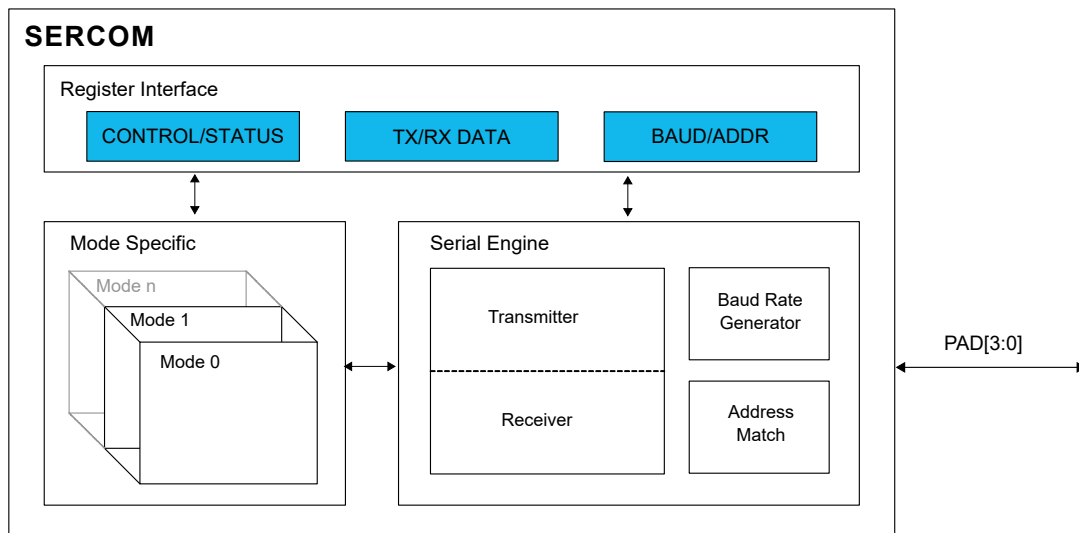 SERCOM
Register Interface
CONTROL/STATUS
TX/RX DATA
BAUD/ADDR
Mode Specific
Mode n
Mode 1
Mode 0
Serial Engine
Transmitter
Receiver
Baud Rate
Generator
Address
Match
PAD[3:0]